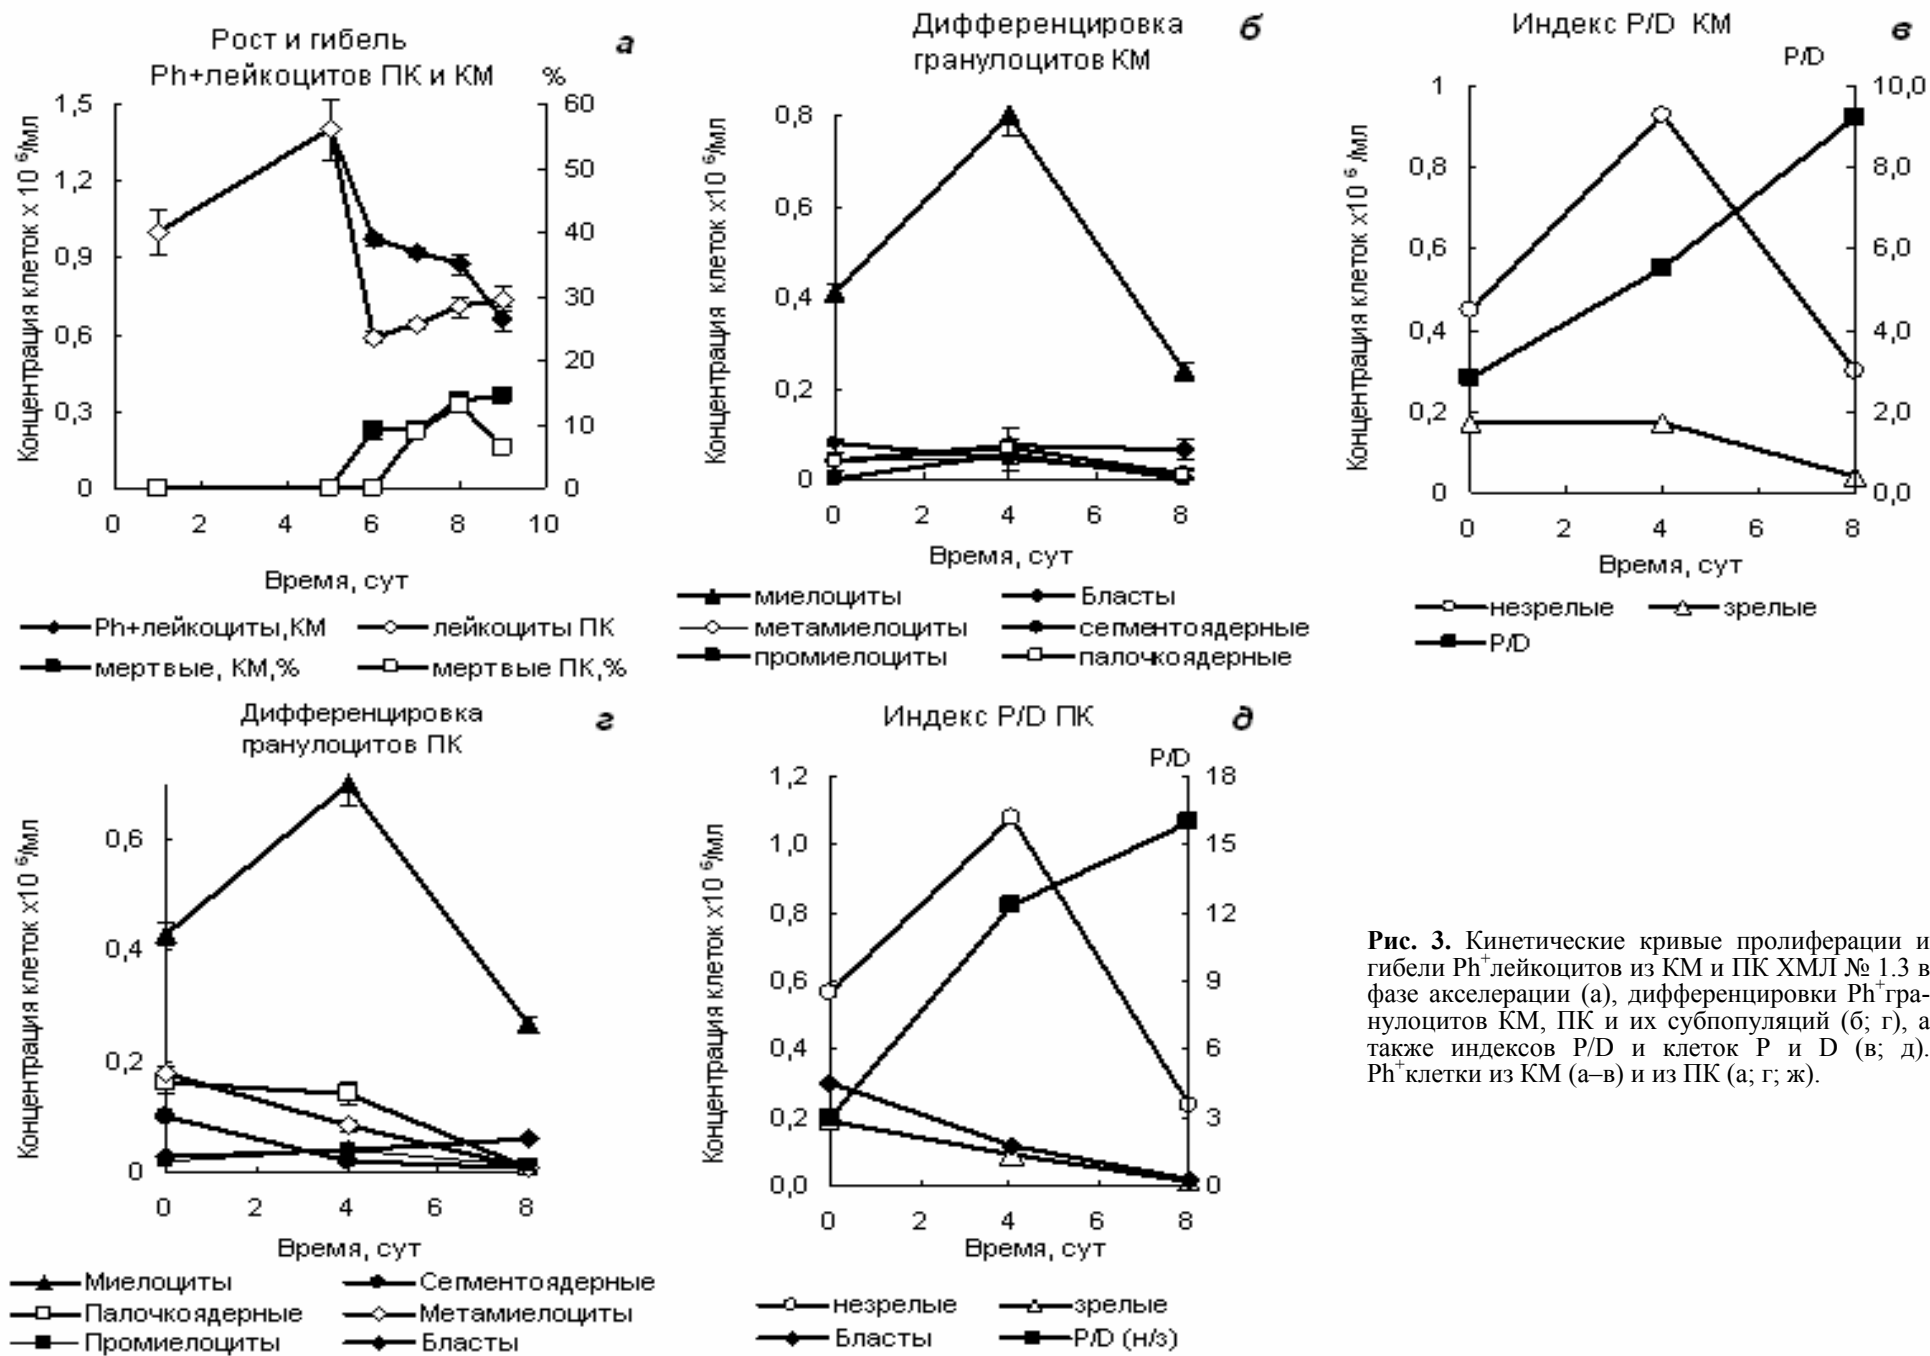 Рост и гибель
Ph+лейкоцитов ПК и КМ
а
%
Концентрация клеток x 10 6/мл
1,5
1,2
0,9
0,6
0,3
0
60
50
40
30
20
10
0
0 2 4 6 8 10
Время, сут
Ph+лейкоциты,КМ
лейкоциты ПК
мертвые, КМ,%
мертвые ПК,%
Дифференцировка
гранулоцитов КМ
б
Концентрация клеток x10 6/мл
0,8
0,6
0,4
0,2
0
0 2 4 6 8
Время, сут
миелоциты
Бласты
метамиелоциты
сегментоядерные
промиелоциты
палочкоядерные
Индекс P/D КМ
в
P/D
Концентрация клеток x10 6 /мл
1
0,8
0,6
0,4
0,2
0
10,0
8,0
6,0
4,0
2,0
0,0
0 2 4 6 8
Время, сут
незрелые
зрелые
P/D
Дифференцировка
гранулоцитов ПК
г
Концентрация клеток x10 6/мл
0,6
0,4
0,2
0
0 2 4 6 8
Время, сут
Миелоциты
Сегментоядерные
Палочкоядерные
Метамиелоциты
Промиелоциты
Бласты
Индекс P/D ПК
д
P/D
Концентрация клеток x10 6/мл
1,2
1,0
0,8
0,6
0,4
0,2
0,0
18
15
12
9
6
3
0
0 2 4 6 8
Время, сут
незрелые
зрелые
Бласты
P/D (н/з)
Рис. 3. Кинетические кривые пролиферации и
гибели Ph+лейкоцитов из КМ и ПК ХМЛ № 1.3 в
фазе акселерации (а), дифференцировки Ph+гра-
нулоцитов КМ, ПК и их субпопуляций (б; г), а
также индексов P/D и клеток P и D (в; д).
Ph+клетки из КМ (а–в) и из ПК (а; г; ж).